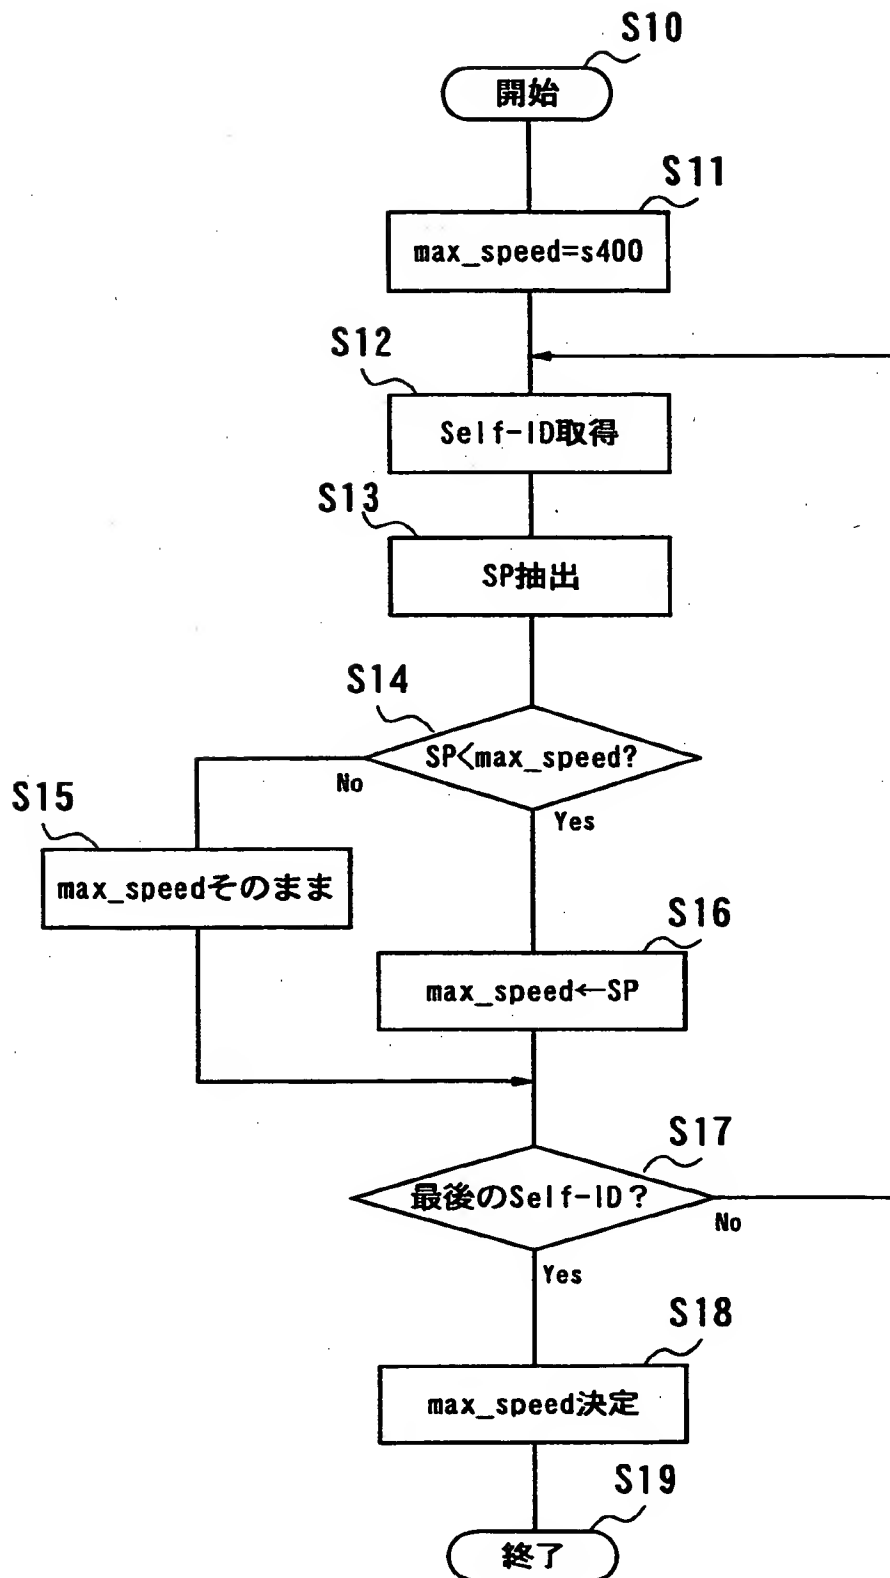 S10
開始
S11
max_speed=s400
S12
Self-ID取得
S13
SP抽出
S14
SP<max_speed?
No
Yes
S15
max_speedそのまま
S16
max_speed←SP
S17
最後のSelf-ID?
No
Yes
S18
max_speed決定
S19
終了